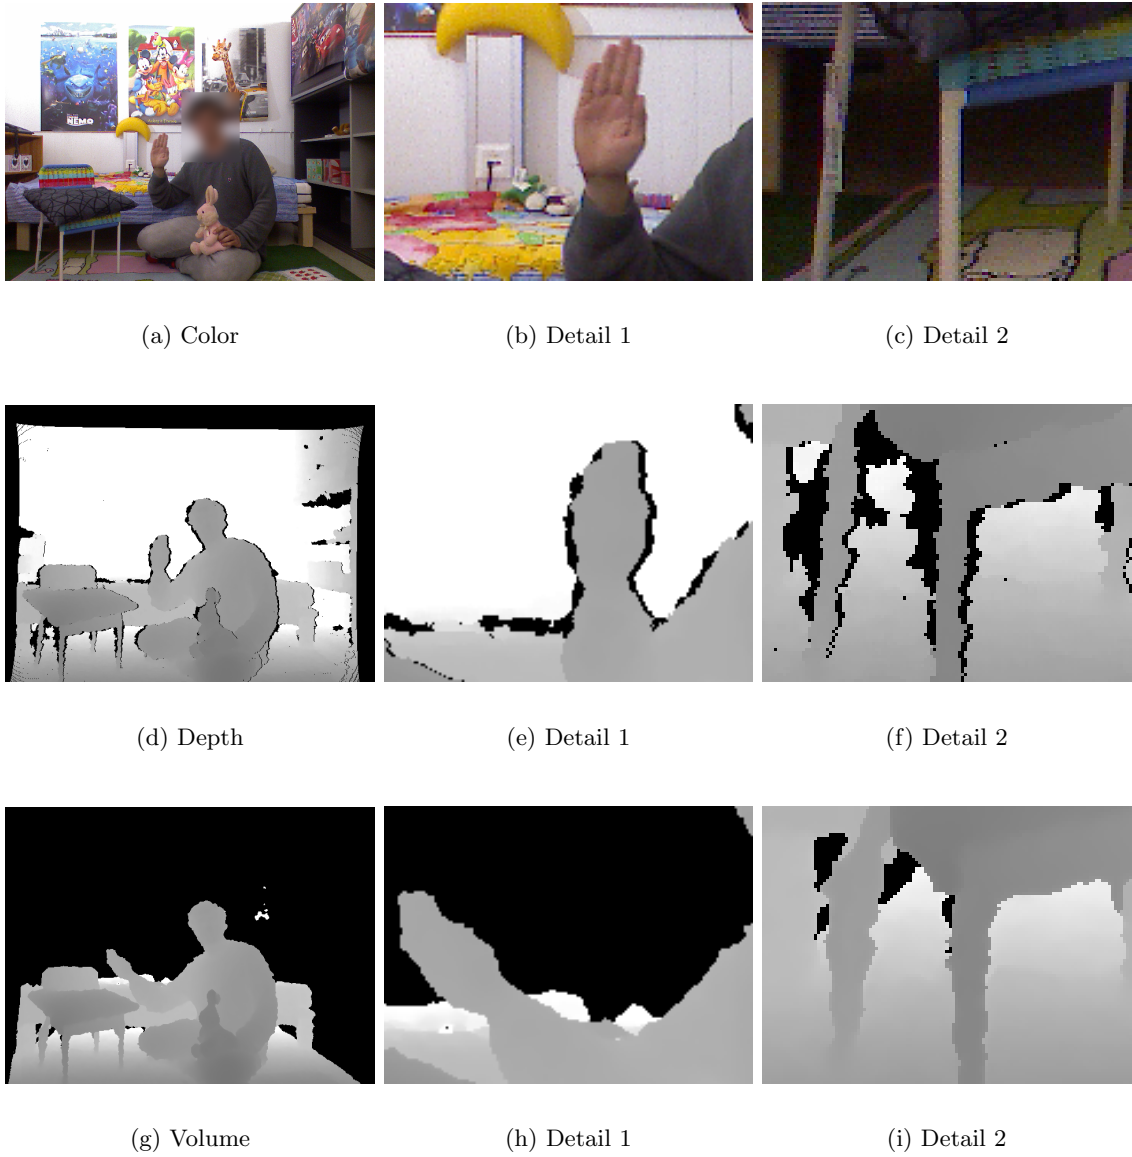 NEMO
(a) Color
(b) Detail 1
(c) Detail 2
(d) Depth
(e) Detail 1
(f) Detail 2
(g) Volume
(h) Detail 1
(i) Detail 2